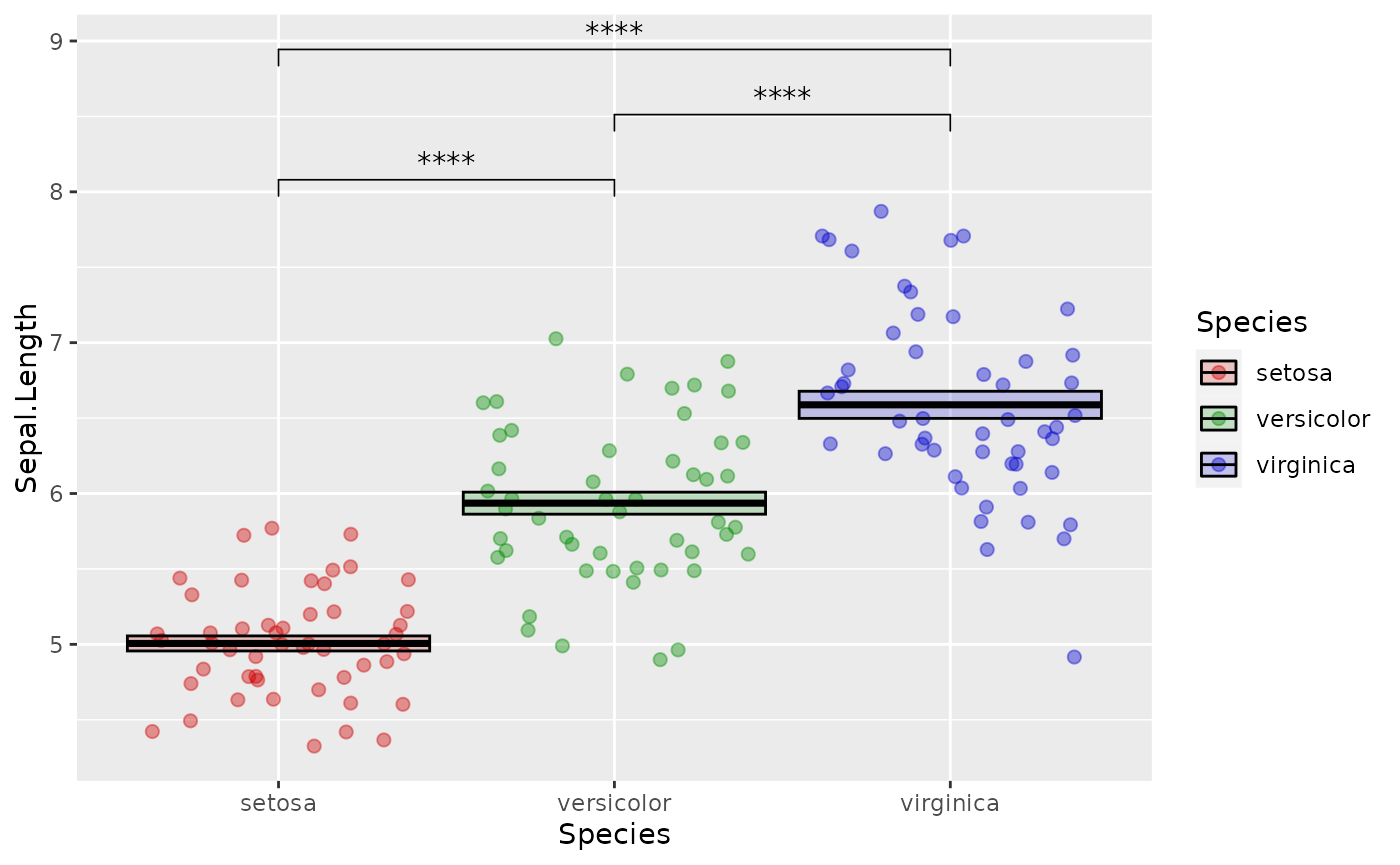 ****
9
****
****
8
7
6
5
Sepal.Length
setosa
versicolor
virginica
Species
Species
setosa
versicolor
virginica